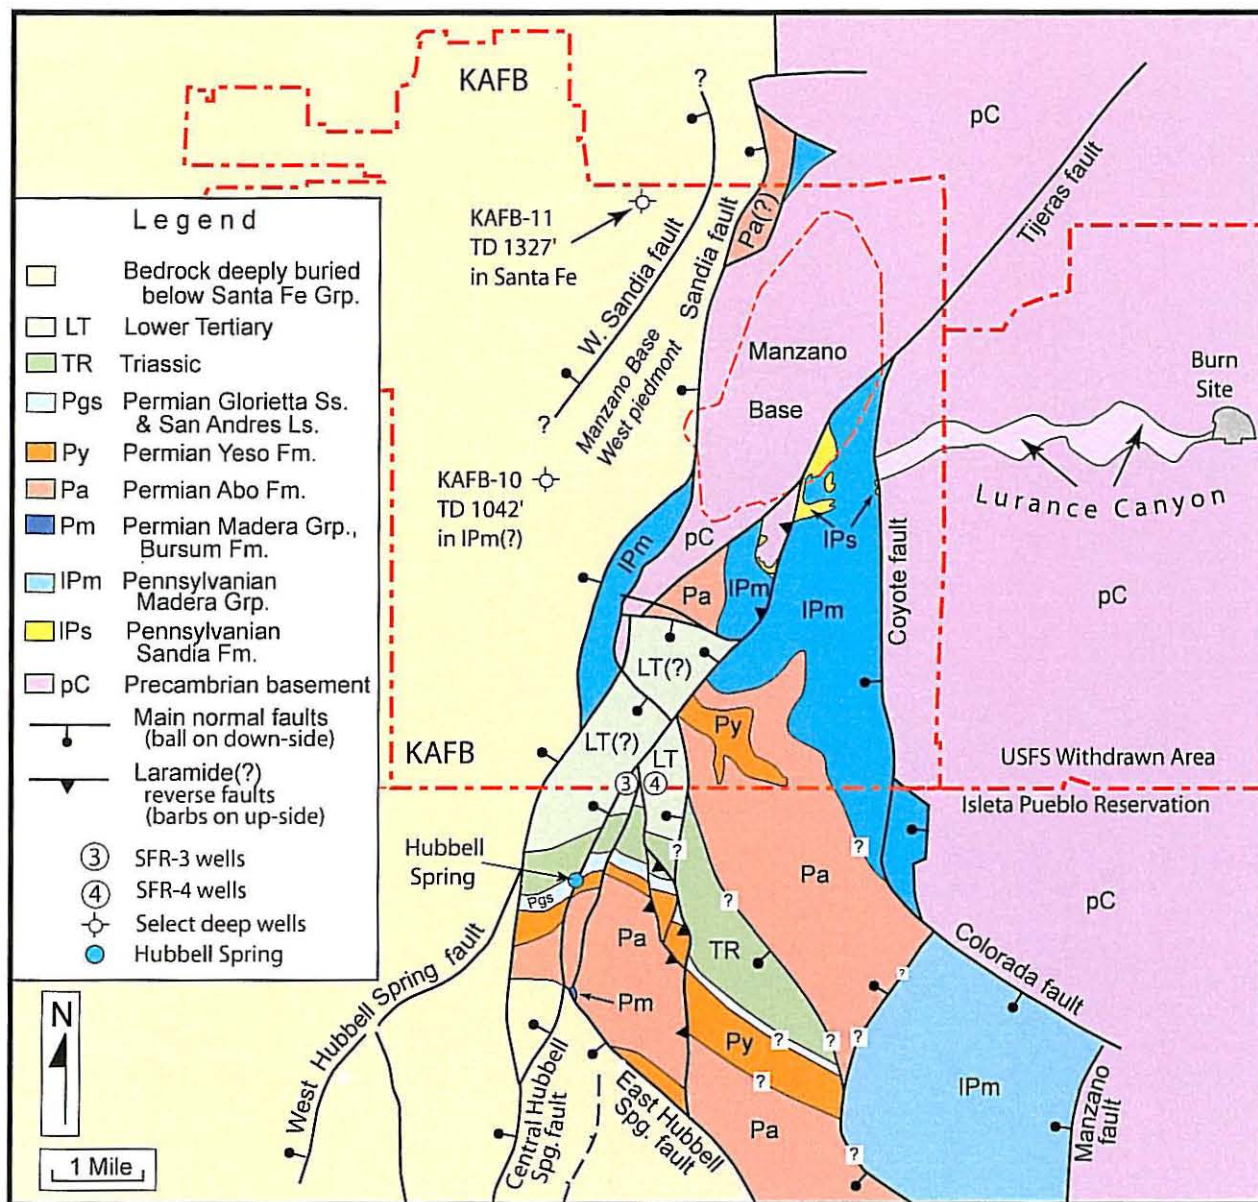 KAFB
?
pC
Tijeras fault
KAFB-11
TD 1327'
in Santa Fe
W. Sandia fault
Sandia fault
Pa(?)
?
Manzano Base
West piedmont
Manzano
Base
Burn
Site
Lurance Canyon
KAFB-10
TD 1042'
in IPm(?)
IPm
pC
IPs
Pa
IPm
IPm
Coyote fault
pC
LT(?)
LT(?)
LT
Py
KAFB
3
4
USFS Withdrawn Area
Isleta Pueblo Reservation
Legend
Bedrock deeply buried
below Santa Fe Grp.
LT Lower Tertiary
TR Triassic
Pgs Permian Glorietta Ss.
& San Andres Ls.
Py Permian Yeso Fm.
Pa Permian Abo Fm.
Pm Permian Madera Grp.,
Bursum Fm.
IPm Pennsylvanian
Madera Grp.
IPs Pennsylvanian
Sandia Fm.
pC Precambrian basement
Main normal faults
(ball on down-side)
Laramide(?)
reverse faults
(barbs on up-side)
3 SFR-3 wells
4 SFR-4 wells
Select deep wells
Hubbell Spring
Hubbell
Spring
Pgs
?
?
?
Pa
pC
Pa
TR
Pm
Colorada fault
?
West Hubbell Spring fault
Py
?
?
?
?
?
Central Hubbell
Spg. fault
East Hubbell
Spg. fault
Pa
?
IPm
Manzano
fault
N
1 Mile